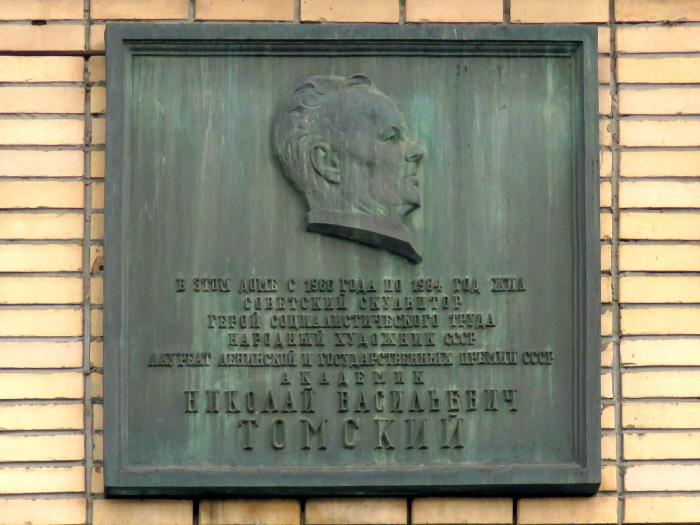 В ЭТОМ ДОМЕ С 1966 ГОДА ПО 1984 ГОД ЖИЛ
СОВЕТСКИЙ СКУЛЬПТОР
ГЕРОЙ СОЦИАЛИСТИЧЕСКОГО ТРУДА
НАРОДНЫЙ ХУДОЖНИК СССР
ЛАУРЕАТ ЛЕНИНСКОЙ И ГОСУДАРСТВЕННЫХ ПРЕМИЙ СССР
АКАДЕМИК
НИКОЛАЙ ВАСИЛЬЕВИЧ
ТОМСКИЙ